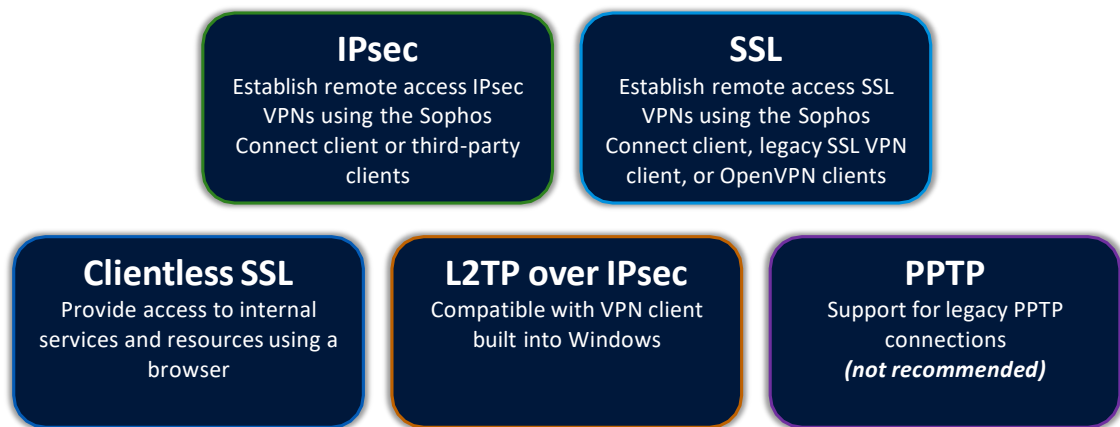 IPsec
Establish remote access IPsec
VPNs using the Sophos
Connect client or third-party
clients
SSL
Establish remote access SSL
VPNs using the Sophos
Connect client, legacy SSL VPN
client, or OpenVPN clients
Clientless SSL
Provide access to internal
services and resources using a
browser
L2TP over IPsec
Compatible with VPN client
built into Windows
PPTP
Support for legacy PPTP
connections
(not recommended)